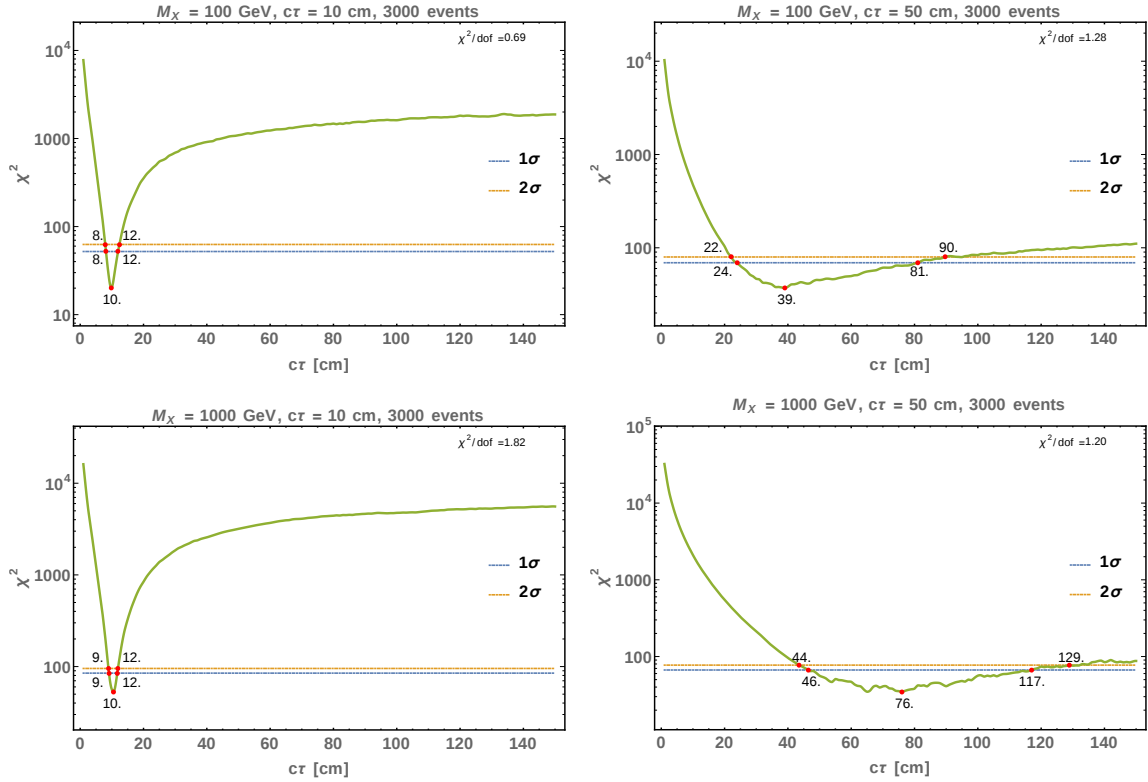 M_X = 100 GeV, cτ = 10 cm, 3000 events
χ²/dof =0.69
10⁴
1000
100
10
χ²
1σ
2σ
8.
12.
8.
12.
10.
0 20 40 60 80 100 120 140
cτ [cm]
M_X = 100 GeV, cτ = 50 cm, 3000 events
χ²/dof =1.28
10⁴
1000
100
χ²
1σ
2σ
22.
90.
24.
81.
39.
0 20 40 60 80 100 120 140
cτ [cm]
M_X = 1000 GeV, cτ = 10 cm, 3000 events
χ²/dof =1.82
10⁴
1000
100
χ²
1σ
2σ
9.
12.
9.
12.
10.
0 20 40 60 80 100 120 140
cτ [cm]
M_X = 1000 GeV, cτ = 50 cm, 3000 events
χ²/dof =1.20
10⁵
10⁴
1000
100
χ²
1σ
2σ
44.
129.
46.
117.
76.
0 20 40 60 80 100 120 140
cτ [cm]